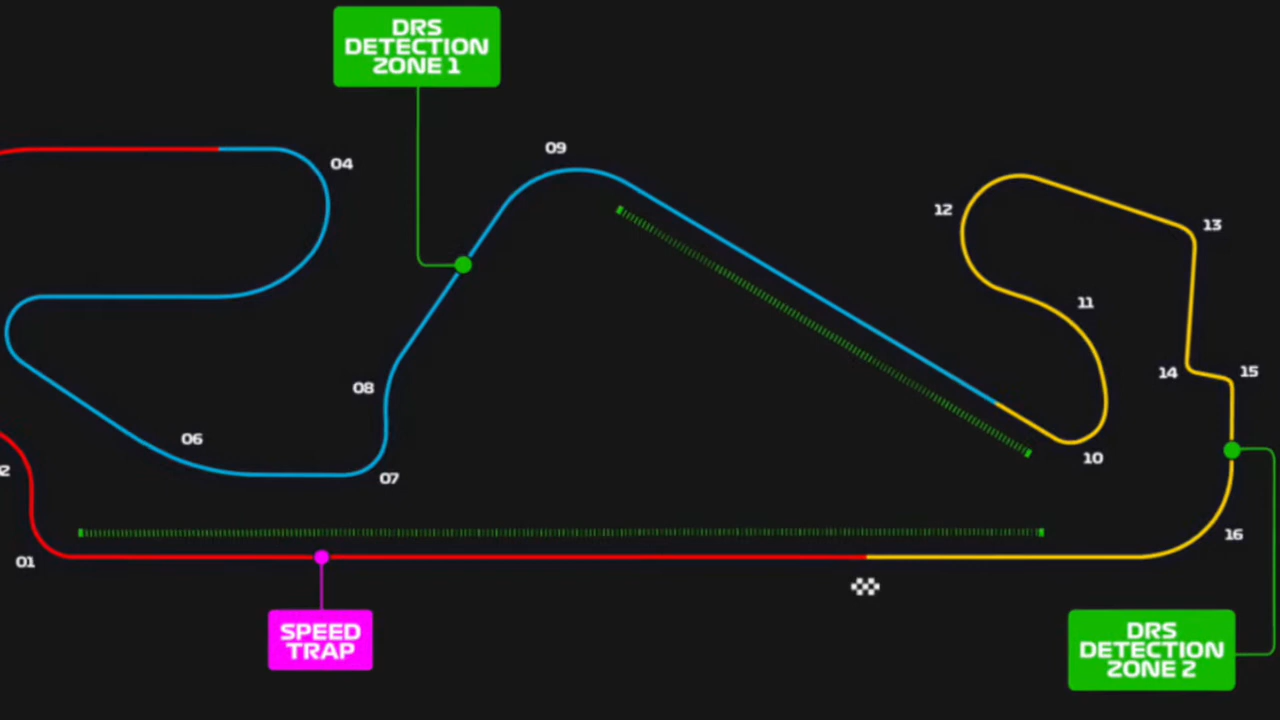 DRS
DETECTION
ZONE 1
09
04
12
13
11
14
15
08
06
10
07
2
16
01
SPEED
TRAP
DRS
DETECTION
ZONE 2